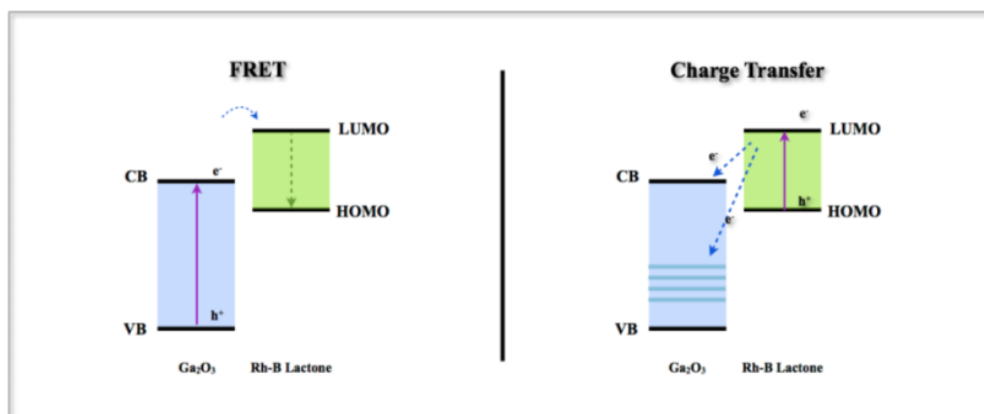 FRET
LUMO
e-
CB
HOMO
h+
VB
Ga2O3 Rh-B Lactone
Charge Transfer
e-
LUMO
e-
CB
h+
HOMO
e-
VB
Ga2O3 Rh-B Lactone